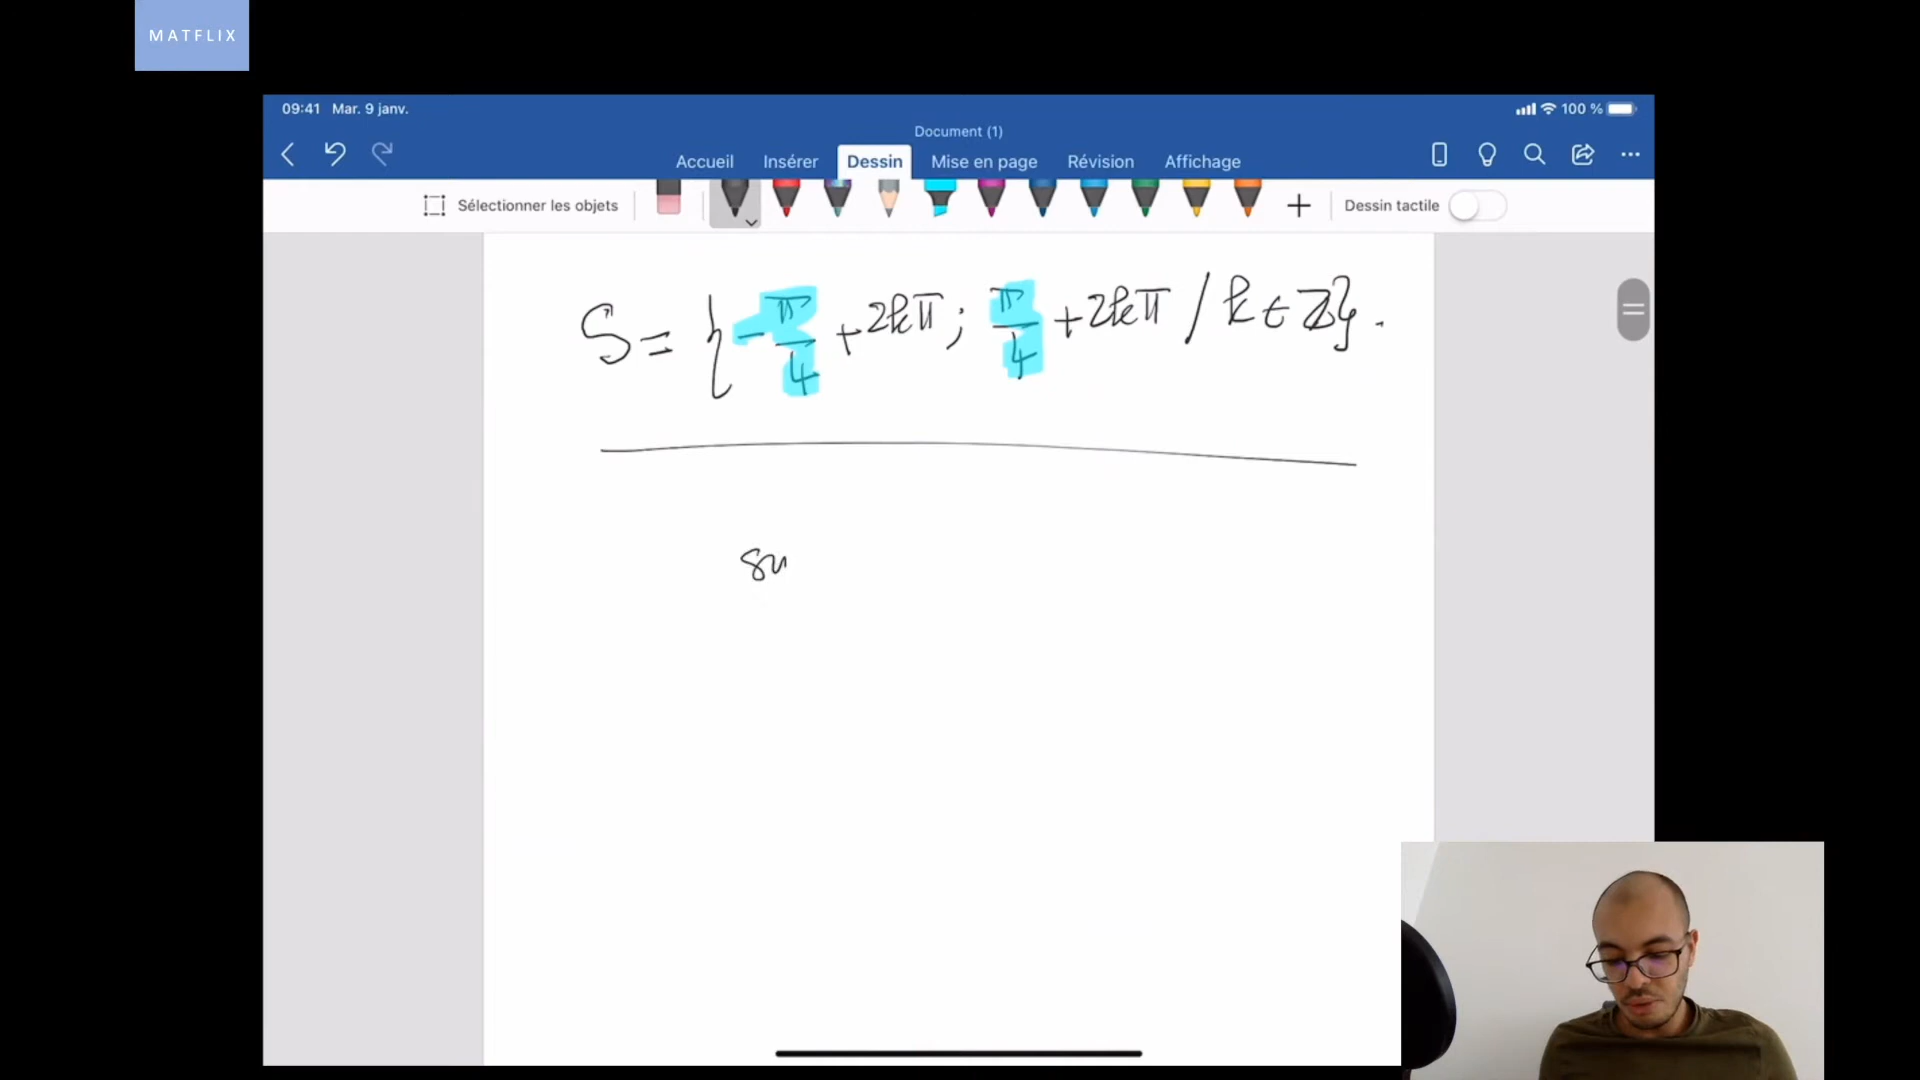 MATFLIX
09:41 Mar. 9 janv.
100 %
Document (1)
Accueil Insérer Dessin Mise en page Révision Affichage
Sélectionner les objets
Dessin tactile
S = { -π/4 + 2kπ ; π/4 + 2kπ / k ∈ ℤ } .